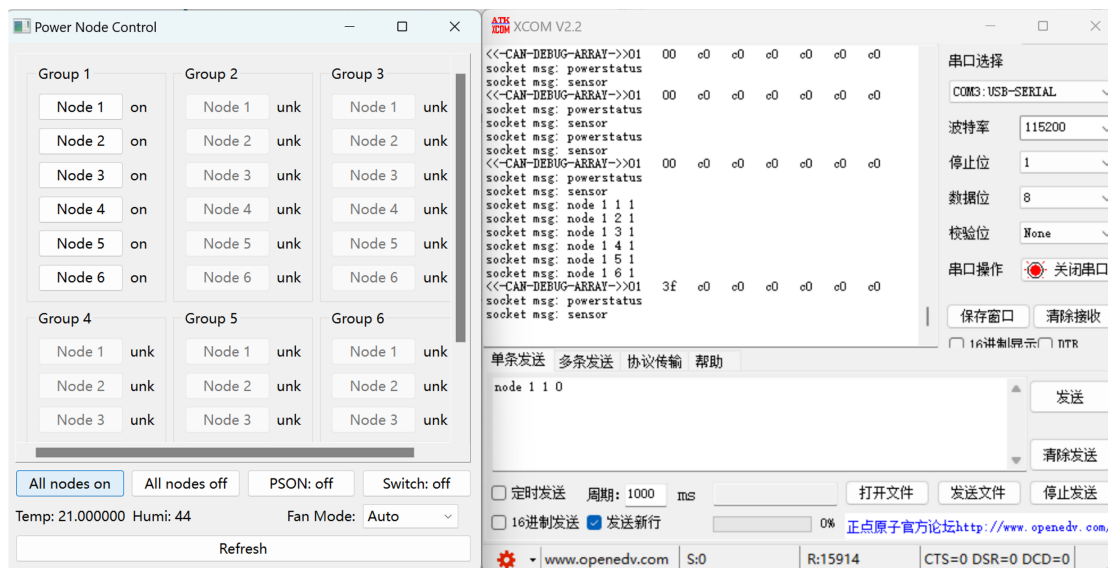 Power Node Control
Group 1 Group 2 Group 3
Node 1 on Node 1 unk Node 1 unk
Node 2 on Node 2 unk Node 2 unk
Node 3 on Node 3 unk Node 3 unk
Node 4 on Node 4 unk Node 4 unk
Node 5 on Node 5 unk Node 5 unk
Node 6 on Node 6 unk Node 6 unk
Group 4 Group 5 Group 6
Node 1 unk Node 1 unk Node 1 unk
Node 2 unk Node 2 unk Node 2 unk
Node 3 unk Node 3 unk Node 3 unk
All nodes on All nodes off PSON: off Switch: off
Temp: 21.000000 Humi: 44 Fan Mode: Auto
Refresh
ATK XCOM XCOM V2.2
<<-CAN-DEBUG-ARRAY->>01 00 c0 c0 c0 c0 c0 c0
socket msg: powerstatus
socket msg: sensor
<<-CAN-DEBUG-ARRAY->>01 00 c0 c0 c0 c0 c0 c0
socket msg: powerstatus
socket msg: sensor
socket msg: powerstatus
socket msg: sensor
<<-CAN-DEBUG-ARRAY->>01 00 c0 c0 c0 c0 c0 c0
socket msg: powerstatus
socket msg: sensor
socket msg: node 1 1 1
socket msg: node 1 2 1
socket msg: node 1 3 1
socket msg: node 1 4 1
socket msg: node 1 5 1
socket msg: node 1 6 1
<<-CAN-DEBUG-ARRAY->>01 3f c0 c0 c0 c0 c0 c0
socket msg: powerstatus
socket msg: sensor
串口选择
COM3:USB-SERIAL
波特率 115200
停止位 1
数据位 8
校验位 None
串口操作 关闭串口
保存窗口 清除接收
16进制显示 DTR
单条发送 多条发送 协议传输 帮助
node 1 1 0
发送
清除发送
定时发送 周期: 1000 ms 打开文件 发送文件 停止发送
16进制发送 发送新行 0% 正点原子官方论坛http://www.openedv.com/
www.openedv.com S:0 R:15914 CTS=0 DSR=0 DCD=0